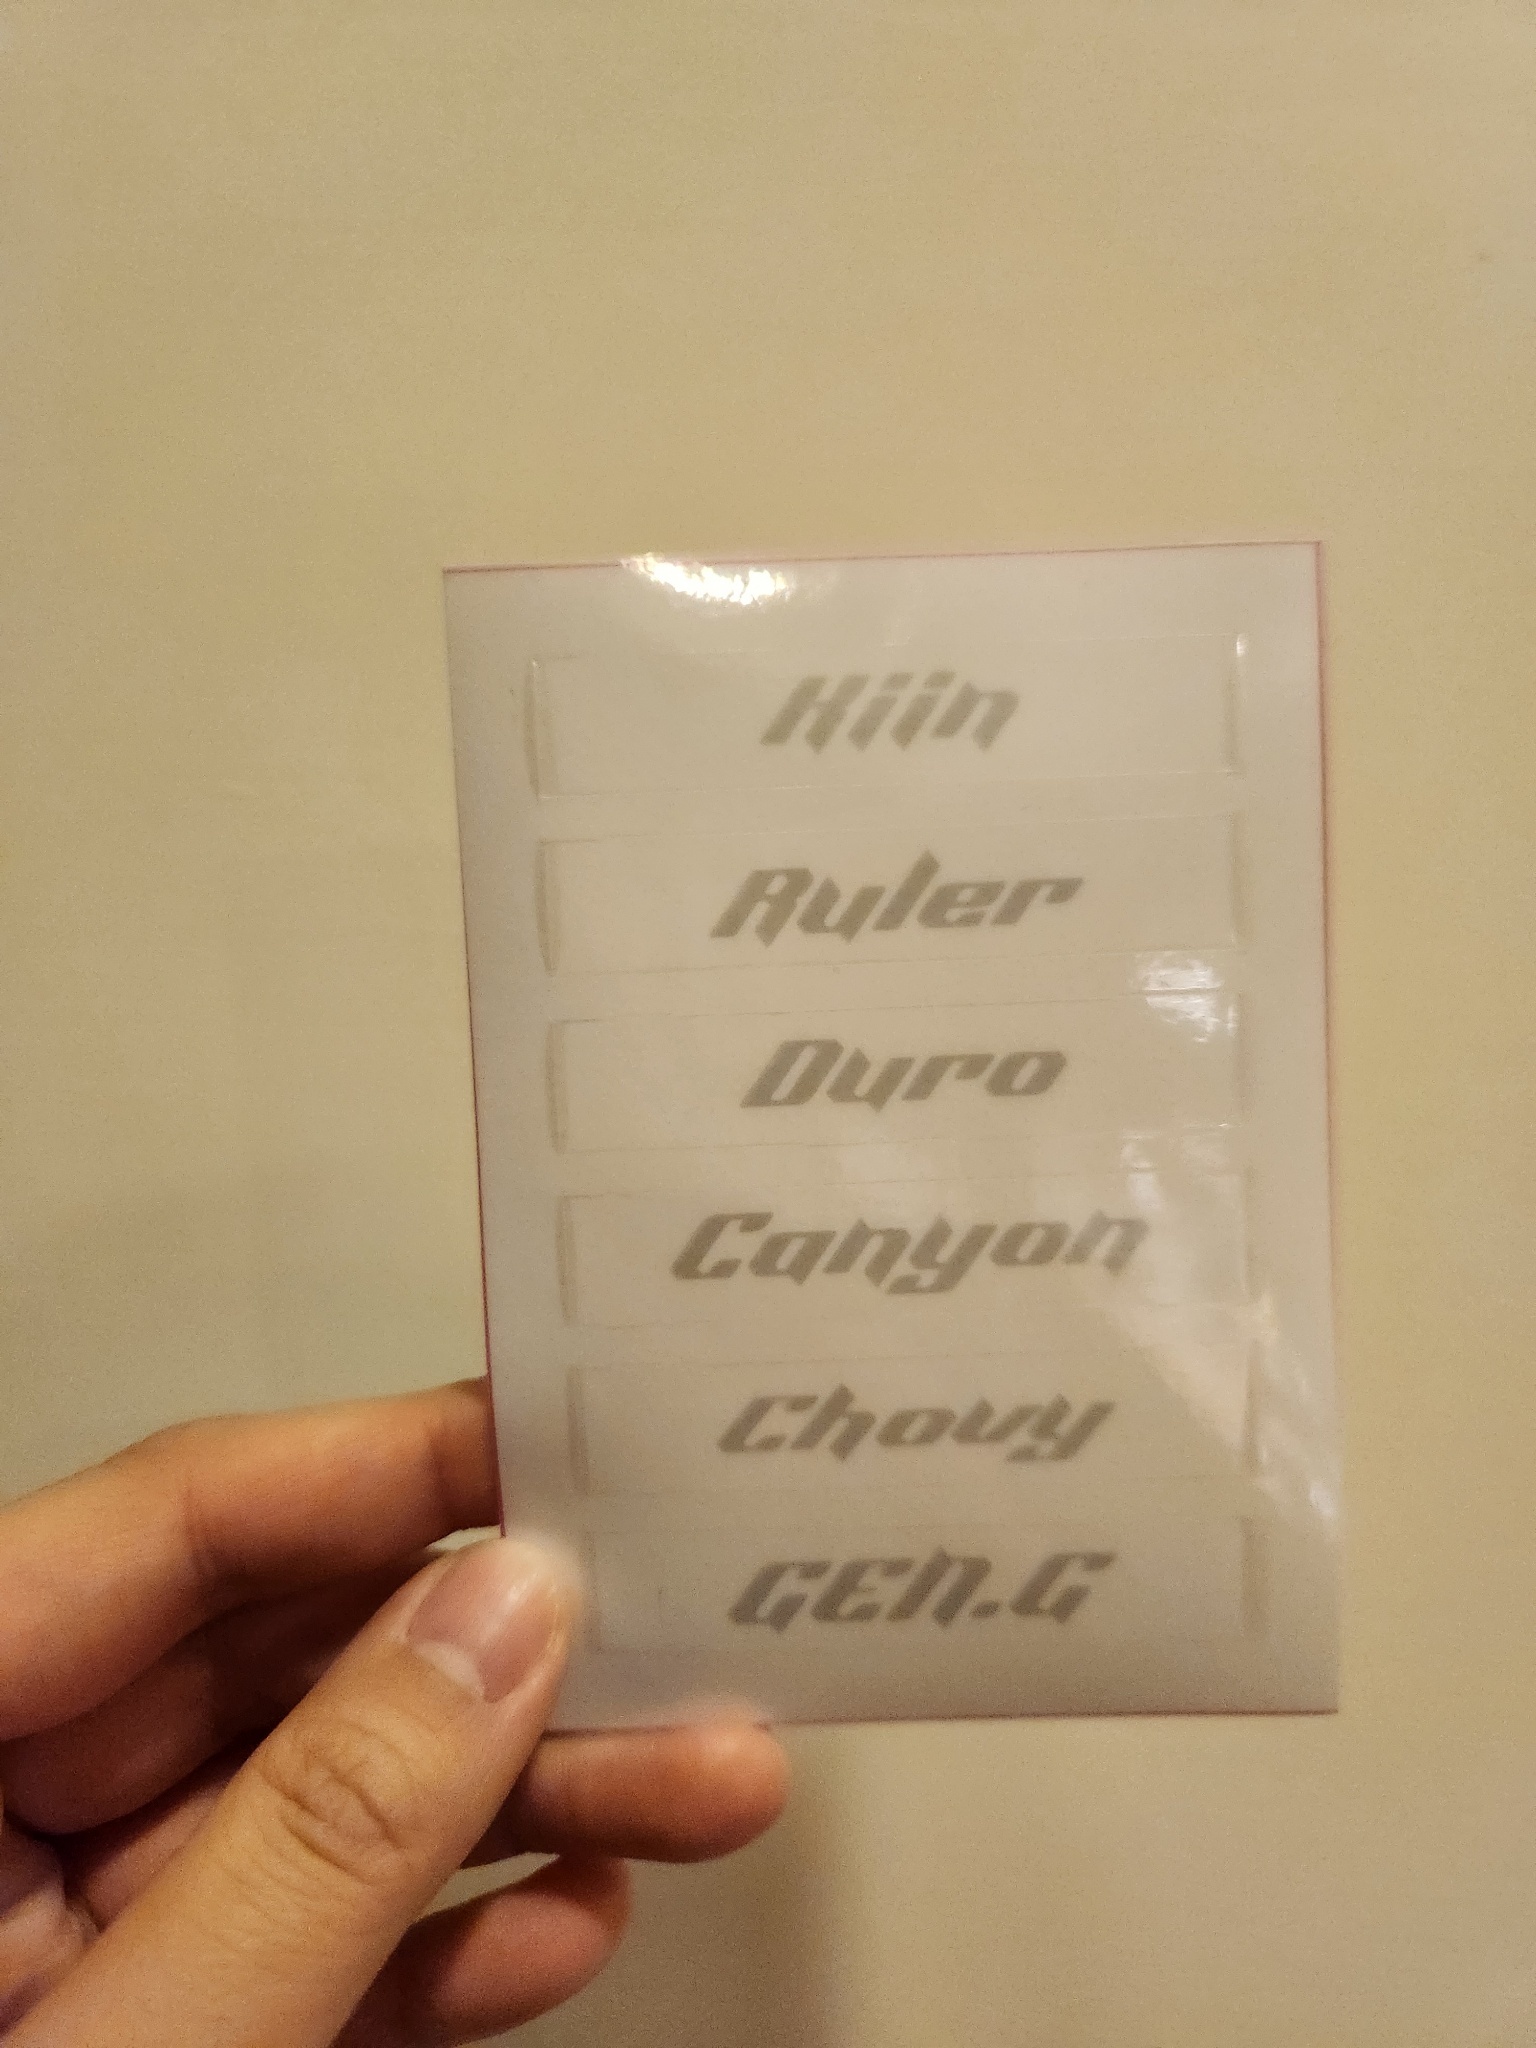 Kiin
Ruler
Duro
Canyon
Chovy
GEN.G